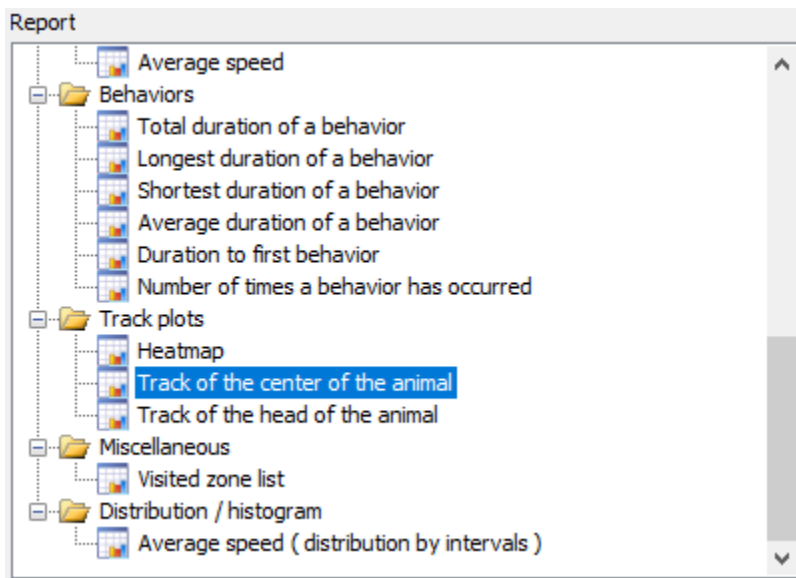 Report
Average speed
Behaviors
Total duration of a behavior
Longest duration of a behavior
Shortest duration of a behavior
Average duration of a behavior
Duration to first behavior
Number of times a behavior has occurred
Track plots
Heatmap
Track of the center of the animal
Track of the head of the animal
Miscellaneous
Visited zone list
Distribution / histogram
Average speed ( distribution by intervals )